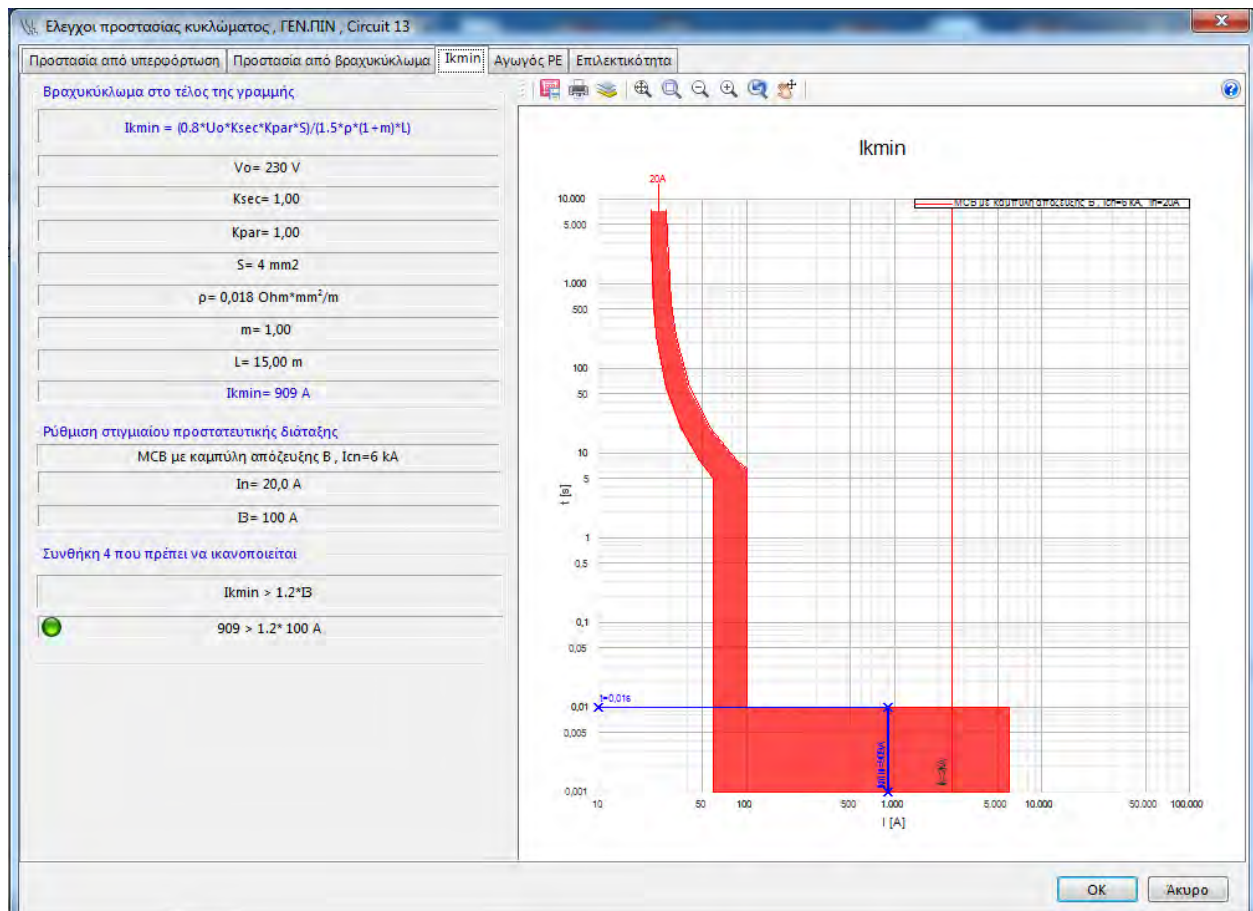 Ελεγχοι προστασίας κυκλώματος , ΓΕΝ.ΠΙΝ , Circuit 13
Προστασία από υπερφόρτωση Προστασία από βραχυκύκλωμα Ikmin Αγωγός PE Επιλεκτικότητα
Βραχυκύκλωμα στο τέλος της γραμμής
Ikmin = (0.8*Uo*Ksec*Kpar*S)/(1.5*ρ*(1+m)*L)
Vo= 230 V
Ksec= 1,00
Kpar= 1,00
S= 4 mm2
ρ= 0,018 Ohm*mm²/m
m= 1,00
L= 15,00 m
Ikmin= 909 A
Ρύθμιση στιγμιαίου προστατευτικής διάταξης
MCB με καμπύλη απόζευξης B , Icn=6 kA
In= 20,0 A
I3= 100 A
Συνθήκη 4 που πρέπει να ικανοποιείται
Ikmin > 1.2*I3
909 > 1.2* 100 A
Ikmin
20A
MCB με καμπύλη απόζευξης B , Icn=6 kA, In=20A
10.000
5.000
1.000
500
100
50
10
5
t [s]
1
0,5
0,1
0,05
t=0,016
0,01
0,005
0,001
10 50 100 500 1.000 5.000 10.000 50.000 100.000
I [A]
OK Άκυρο